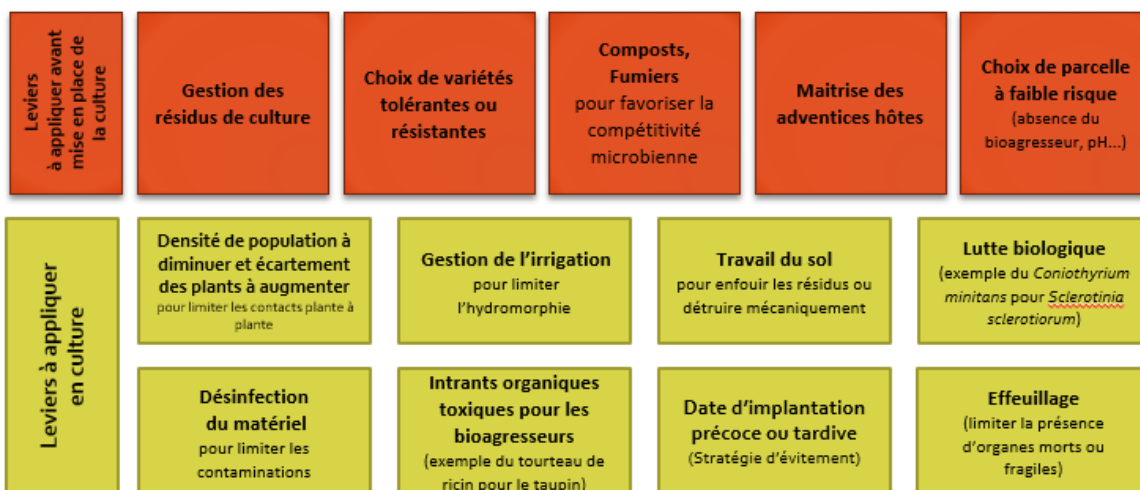 Leviers
à appliquer avant
mise en place de
la culture
Gestion des
résidus de culture
Choix de variétés
tolérantes ou
résistantes
Composts,
Fumiers
pour favoriser la
compétitivité
microbienne
Maitrise des
adventices hôtes
Choix de parcelle
à faible risque
(absence du
bioagresseur, pH...)
Leviers à appliquer
en culture
Densité de population à
diminuer et écartement
des plants à augmenter
pour limiter les contacts plante à
plante
Gestion de l'irrigation
pour limiter
l'hydromorphie
Travail du sol
pour enfouir les résidus ou
détruire mécaniquement
Lutte biologique
(exemple du Coniothyrium
minitans pour Sclerotinia
sclerotiorum)
Désinfection
du matériel
pour limiter les
contaminations
Intrants organiques
toxiques pour les
bioagresseurs
(exemple du tourteau de
ricin pour le taupin)
Date d'implantation
précoce ou tardive
(Stratégie d'évitement)
Effeuillage
(limiter la présence
d'organes morts ou
fragiles)